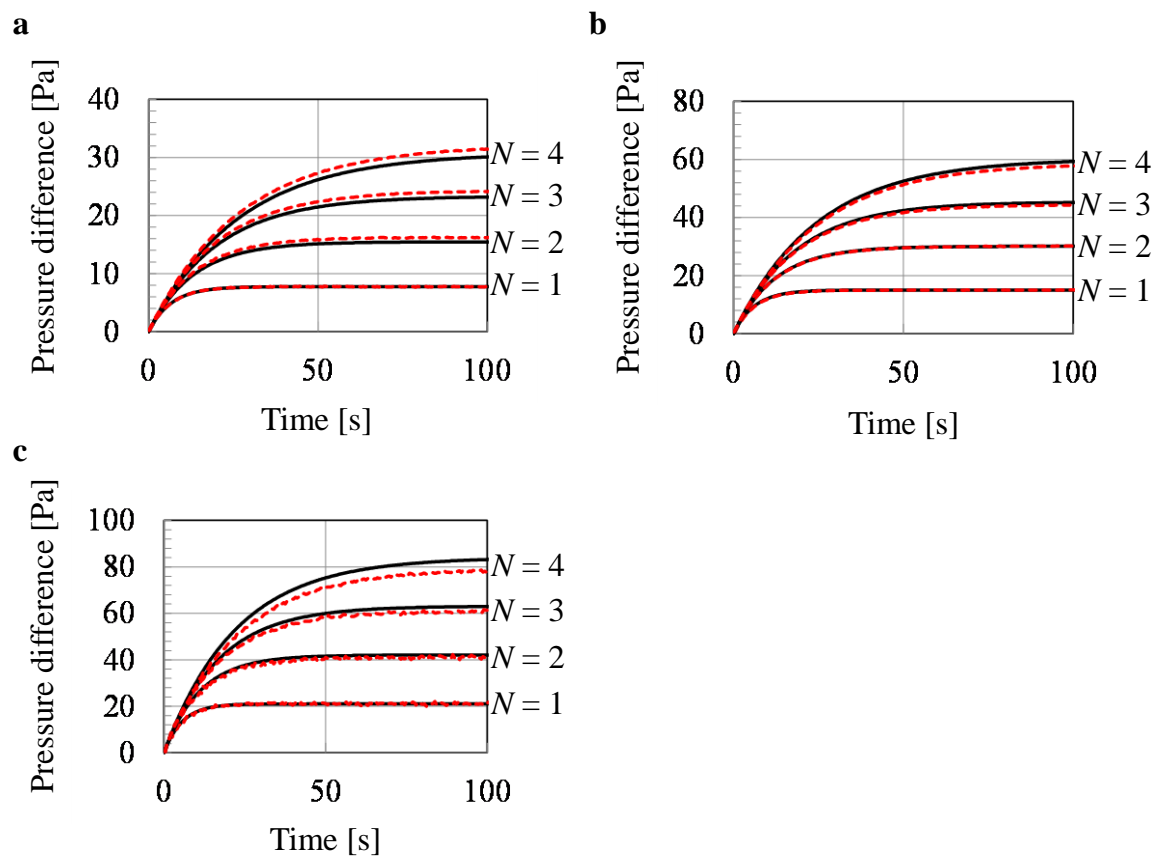 a
Pressure difference [Pa]
40
30
20
10
0
0 50 100
Time [s]
N = 4
N = 3
N = 2
N = 1
b
Pressure difference [Pa]
80
60
40
20
0
0 50 100
Time [s]
N = 4
N = 3
N = 2
N = 1
c
Pressure difference [Pa]
100
80
60
40
20
0
0 50 100
Time [s]
N = 4
N = 3
N = 2
N = 1